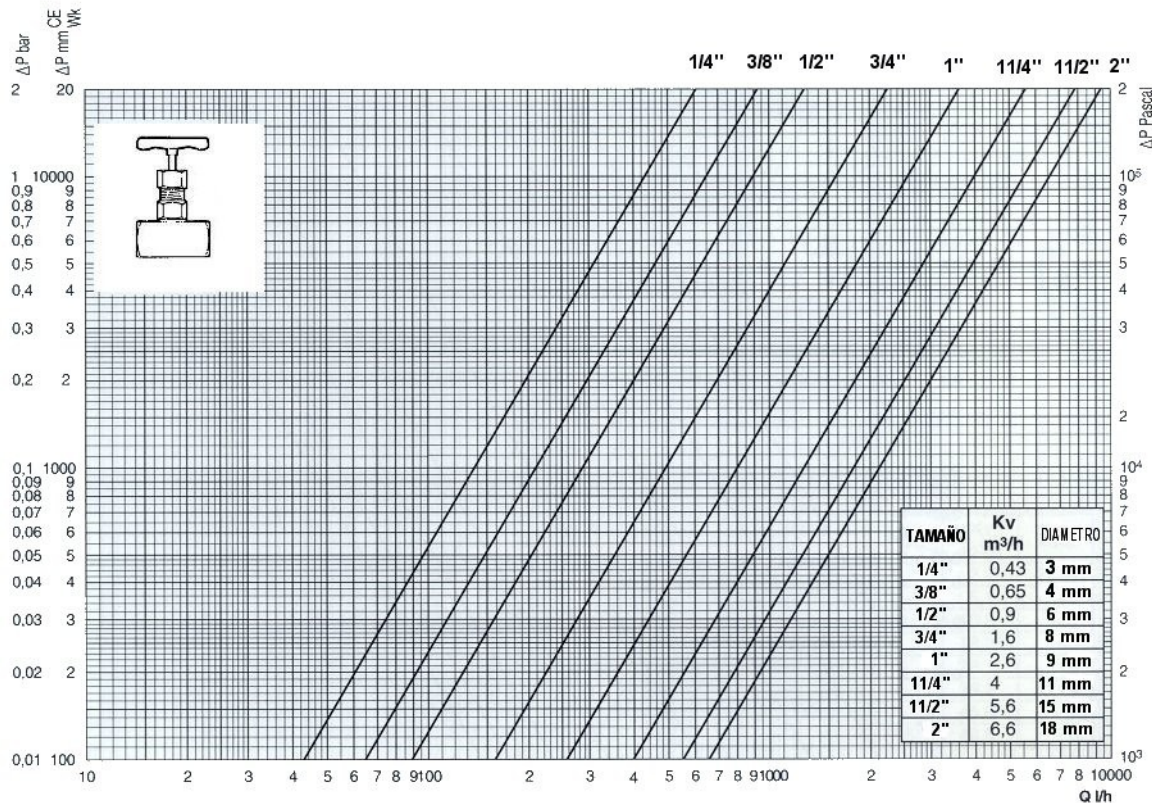 ΔP bar
ΔP mm CE
WK
1/4" 3/8" 1/2" 3/4" 1" 11/4" 11/2" 2"
2 20 2
ΔP Pascal
1 10000 10⁵
0,9 9 9
0,8 8 8
0,7 7 7
0,6 6 6
0,5 5 5
0,4 4 4
0,3 3 3
0,2 2 2
0,1 1000 10⁴
0,09 9 9
0,08 8 8
0,07 7 7
0,06 6 6
0,05 5 5
0,04 4 4
0,03 3 3
0,02 2 2
0,01 100 10³
TAMAÑO Kv m³/h DIAMETRO
1/4" 0,43 3 mm
3/8" 0,65 4 mm
1/2" 0,9 6 mm
3/4" 1,6 8 mm
1" 2,6 9 mm
11/4" 4 11 mm
11/2" 5,6 15 mm
2" 6,6 18 mm
10 2 3 4 5 6 7 8 9 100 2 3 4 5 6 7 8 9 1000 2 3 4 5 6 7 8 9 10000
Q l/h